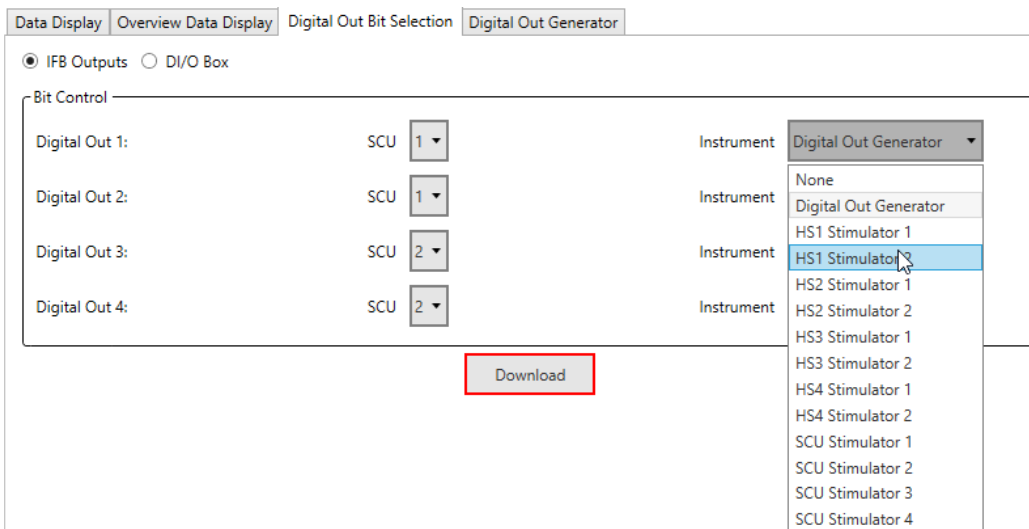 Data Display Overview Data Display Digital Out Bit Selection Digital Out Generator
IFB Outputs DI/O Box
Bit Control
Digital Out 1: SCU 1 Instrument Digital Out Generator
Digital Out 2: SCU 1 Instrument
Digital Out 3: SCU 2 Instrument
Digital Out 4: SCU 2 Instrument
None
Digital Out Generator
HS1 Stimulator 1
HS1 Stimulator 2
HS2 Stimulator 1
HS2 Stimulator 2
HS3 Stimulator 1
HS3 Stimulator 2
HS4 Stimulator 1
HS4 Stimulator 2
SCU Stimulator 1
SCU Stimulator 2
SCU Stimulator 3
SCU Stimulator 4
Download